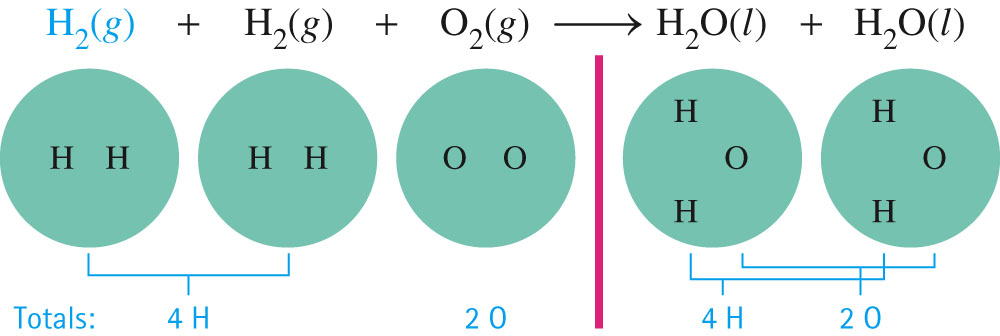 H₂(g) + H₂(g) + O₂(g) ⟶ H₂O(l) + H₂O(l)
H H H H O O H O H H O H
Totals: 4 H 2 O 4 H 2 O